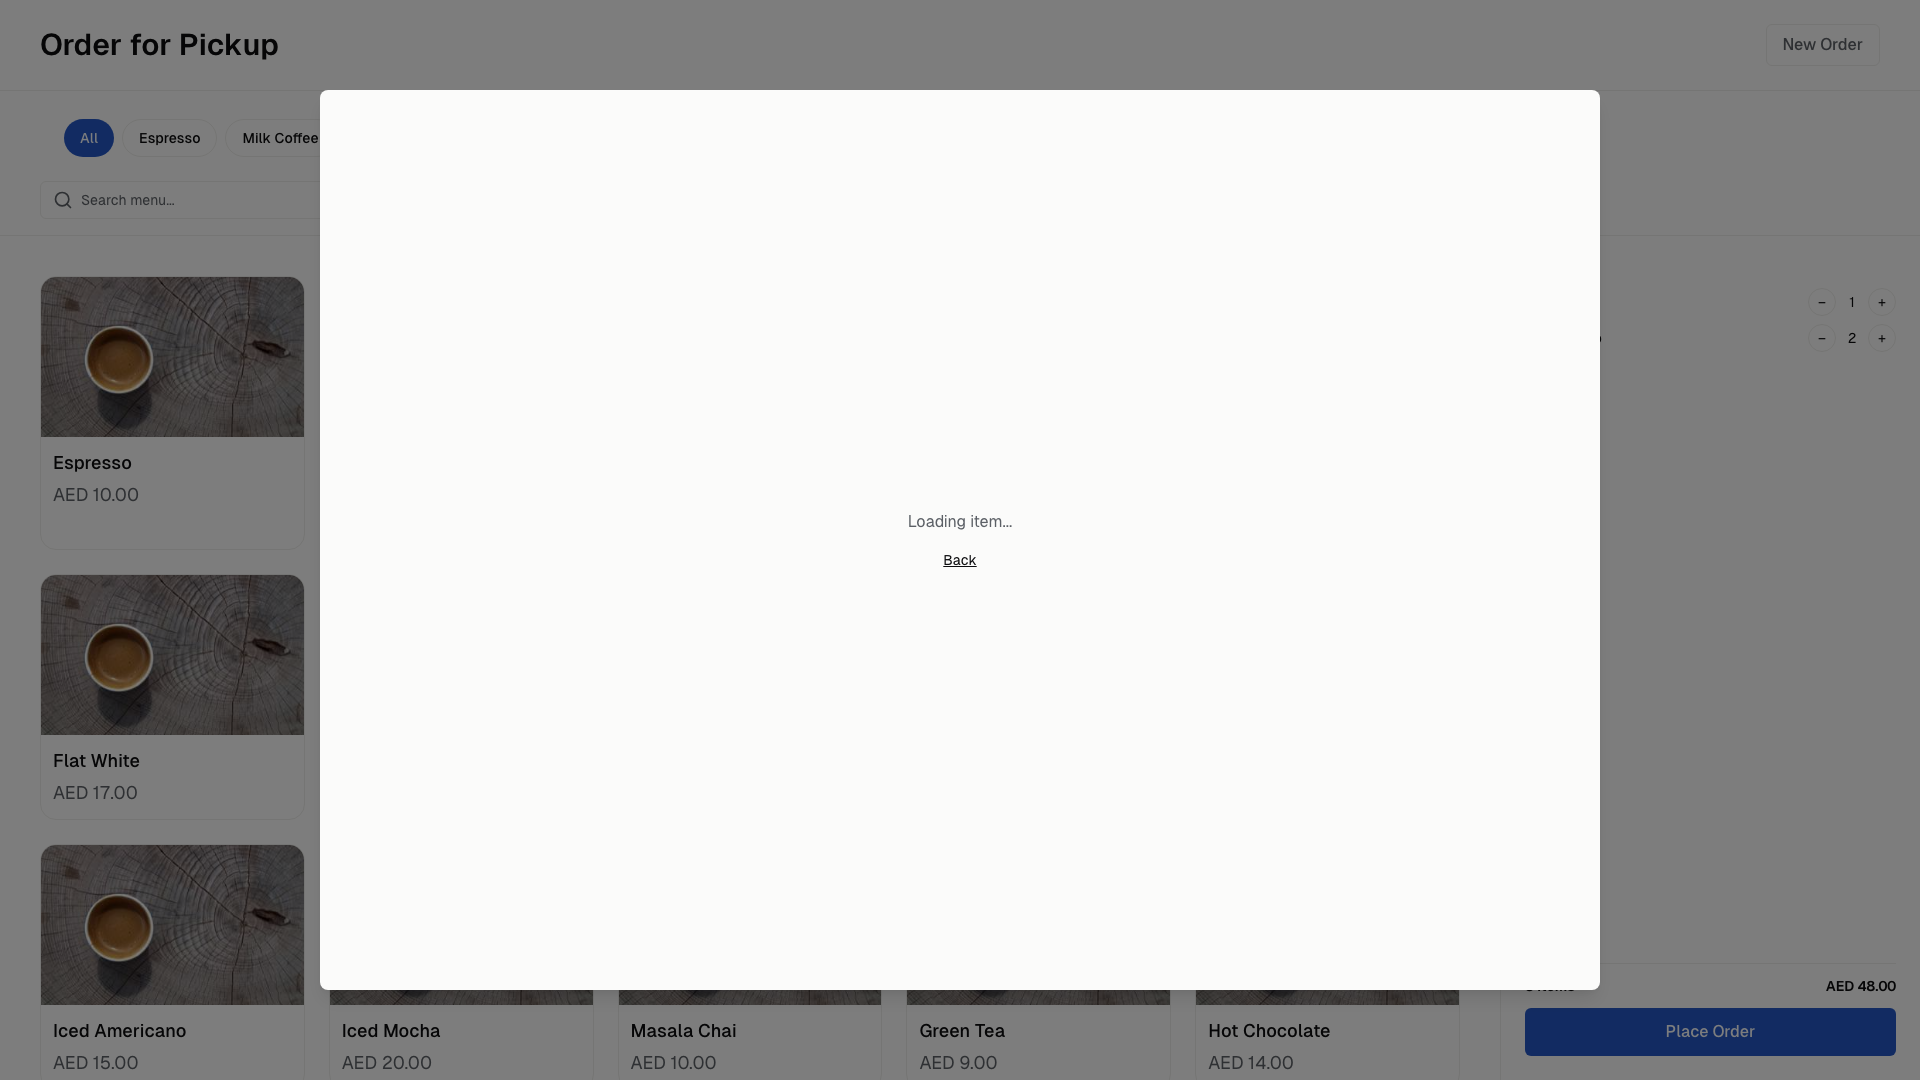 Order for Pickup
New Order
All
Espresso
Milk Coffee
Search menu...
− 1 +
− 2 +
Espresso
AED 10.00
Loading item...
Back
Flat White
AED 17.00
AED 48.00
Place Order
Iced Americano
AED 15.00
Iced Mocha
AED 20.00
Masala Chai
AED 10.00
Green Tea
AED 9.00
Hot Chocolate
AED 14.00